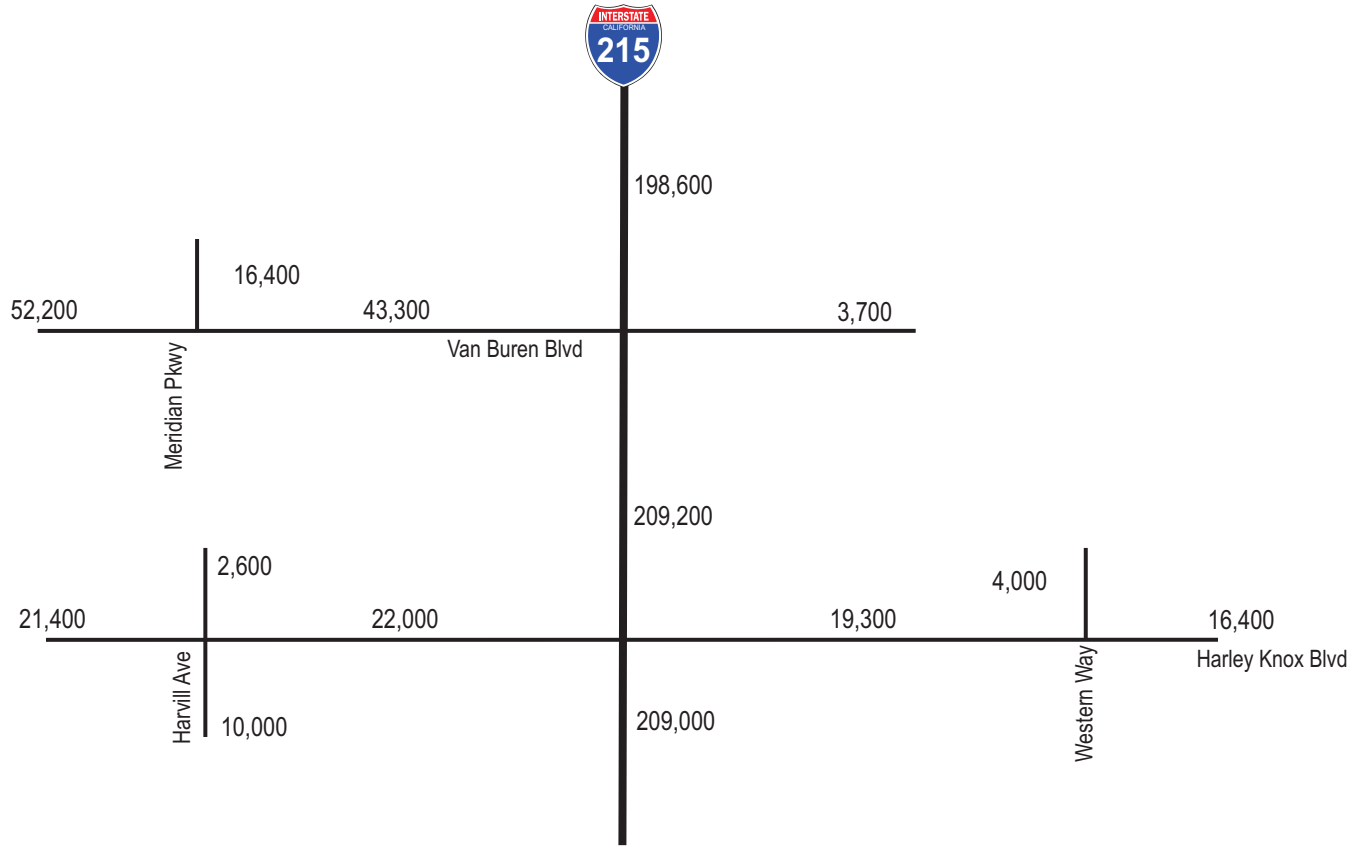 INTERSTATE
CALIFORNIA
215
198,600
16,400
52,200
43,300
3,700
Van Buren Blvd
Meridian Pkwy
209,200
2,600
4,000
21,400
22,000
19,300
16,400
Harley Knox Blvd
Harvill Ave
Western Way
10,000
209,000